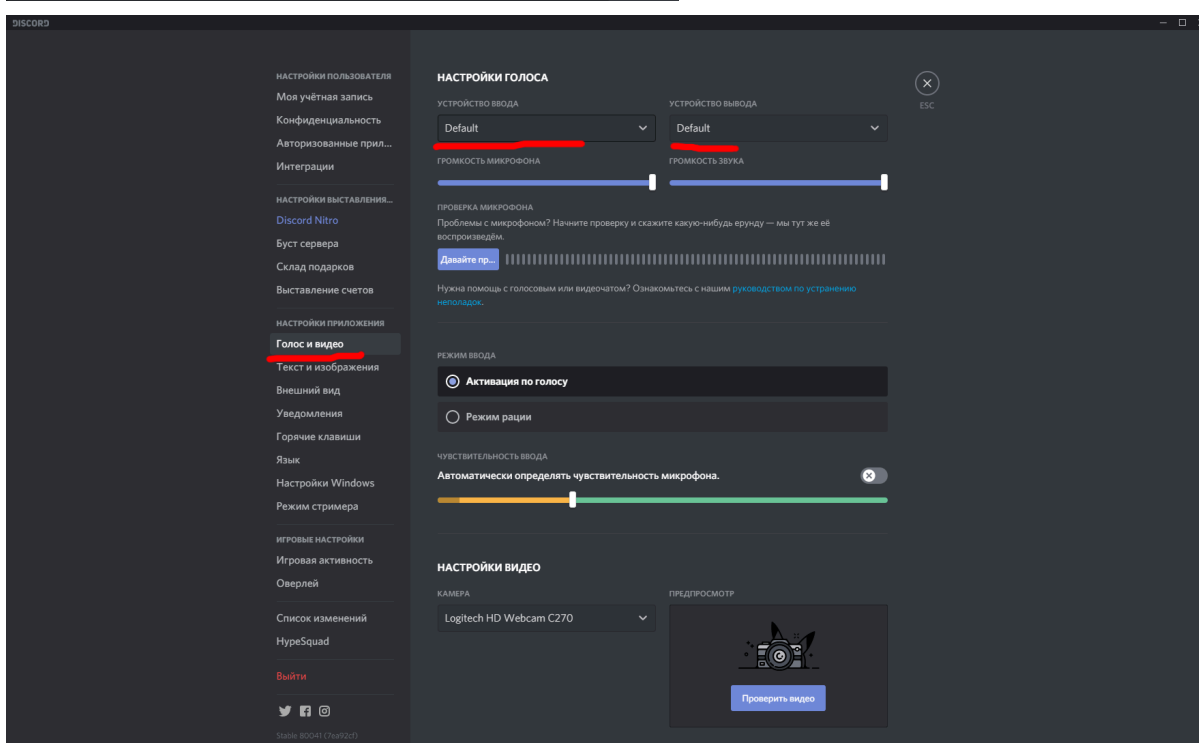 DISCORD
НАСТРОЙКИ ПОЛЬЗОВАТЕЛЯ
Моя учётная запись
Конфиденциальность
Авторизованные прил...
Интеграции
НАСТРОЙКИ ВЫСТАВЛЕНИЯ...
Discord Nitro
Буст сервера
Склад подарков
Выставление счетов
НАСТРОЙКИ ПРИЛОЖЕНИЯ
Голос и видео
Текст и изображения
Внешний вид
Уведомления
Горячие клавиши
Язык
Настройки Windows
Режим стримера
ИГРОВЫЕ НАСТРОЙКИ
Игровая активность
Оверлей
Список изменений
HypeSquad
Выйти
Stable 80041 (7ea92cf)
НАСТРОЙКИ ГОЛОСА
УСТРОЙСТВО ВВОДА
Default
УСТРОЙСТВО ВЫВОДА
Default
ГРОМКОСТЬ МИКРОФОНА
ГРОМКОСТЬ ЗВУКА
ПРОВЕРКА МИКРОФОНА
Проблемы с микрофоном? Начните проверку и скажите какую-нибудь ерунду — мы тут же её
воспроизведём.
Давайте пр...
Нужна помощь с голосовым или видеочатом? Ознакомьтесь с нашим руководством по устранению
неполадок.
РЕЖИМ ВВОДА
Активация по голосу
Режим рации
ЧУВСТВИТЕЛЬНОСТЬ ВВОДА
Автоматически определять чувствительность микрофона.
НАСТРОЙКИ ВИДЕО
КАМЕРА
Logitech HD Webcam C270
ПРЕДПРОСМОТР
Проверить видео
ESC